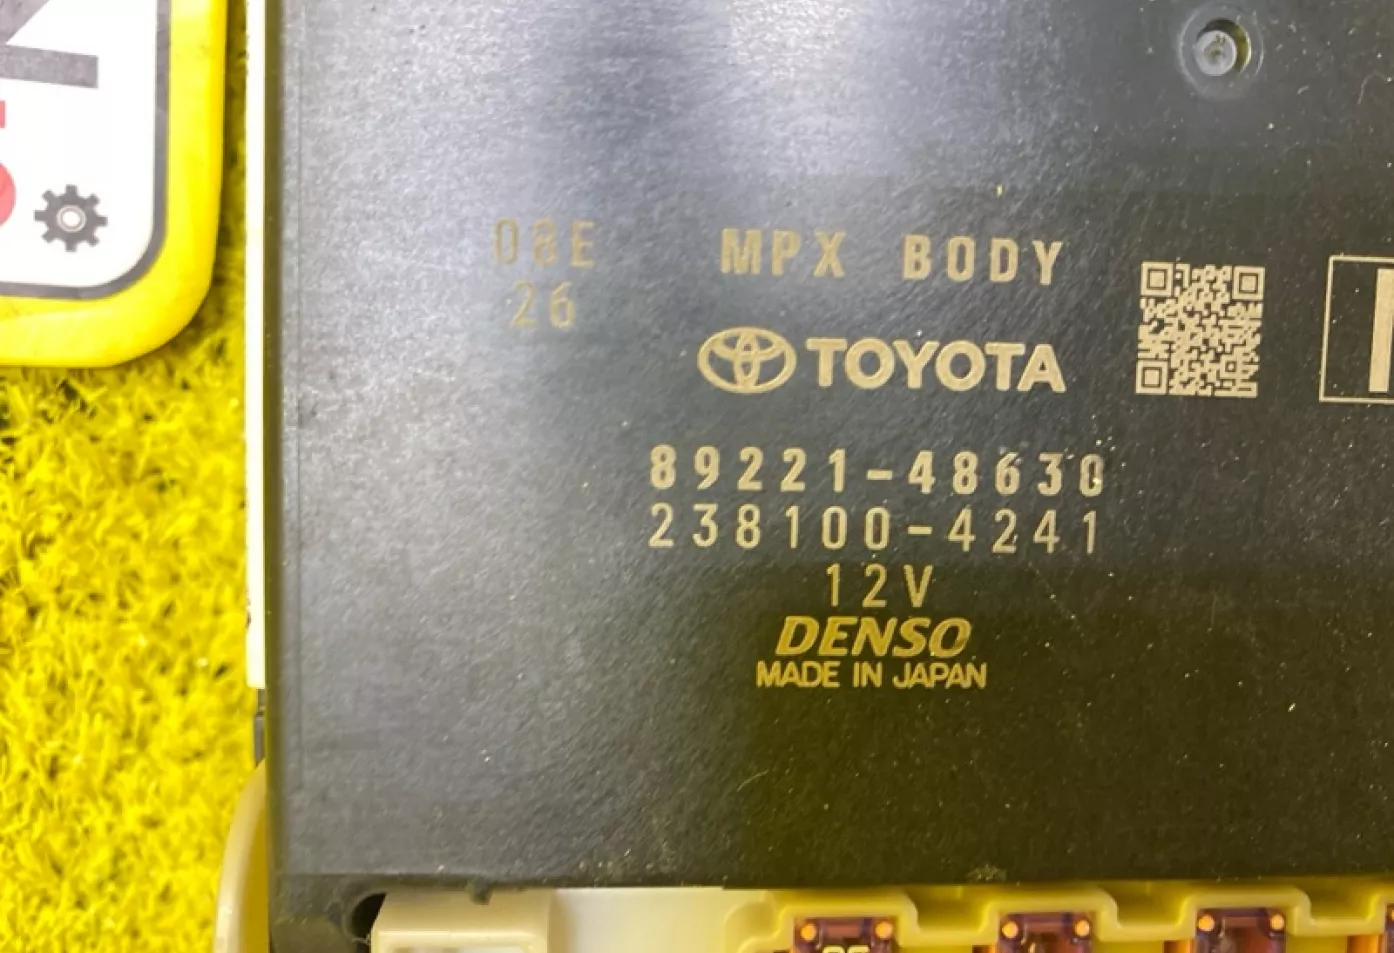 08E
26
MPX BODY
TOYOTA
89221-48630
238100-4241
12V
DENSO
MADE IN JAPAN